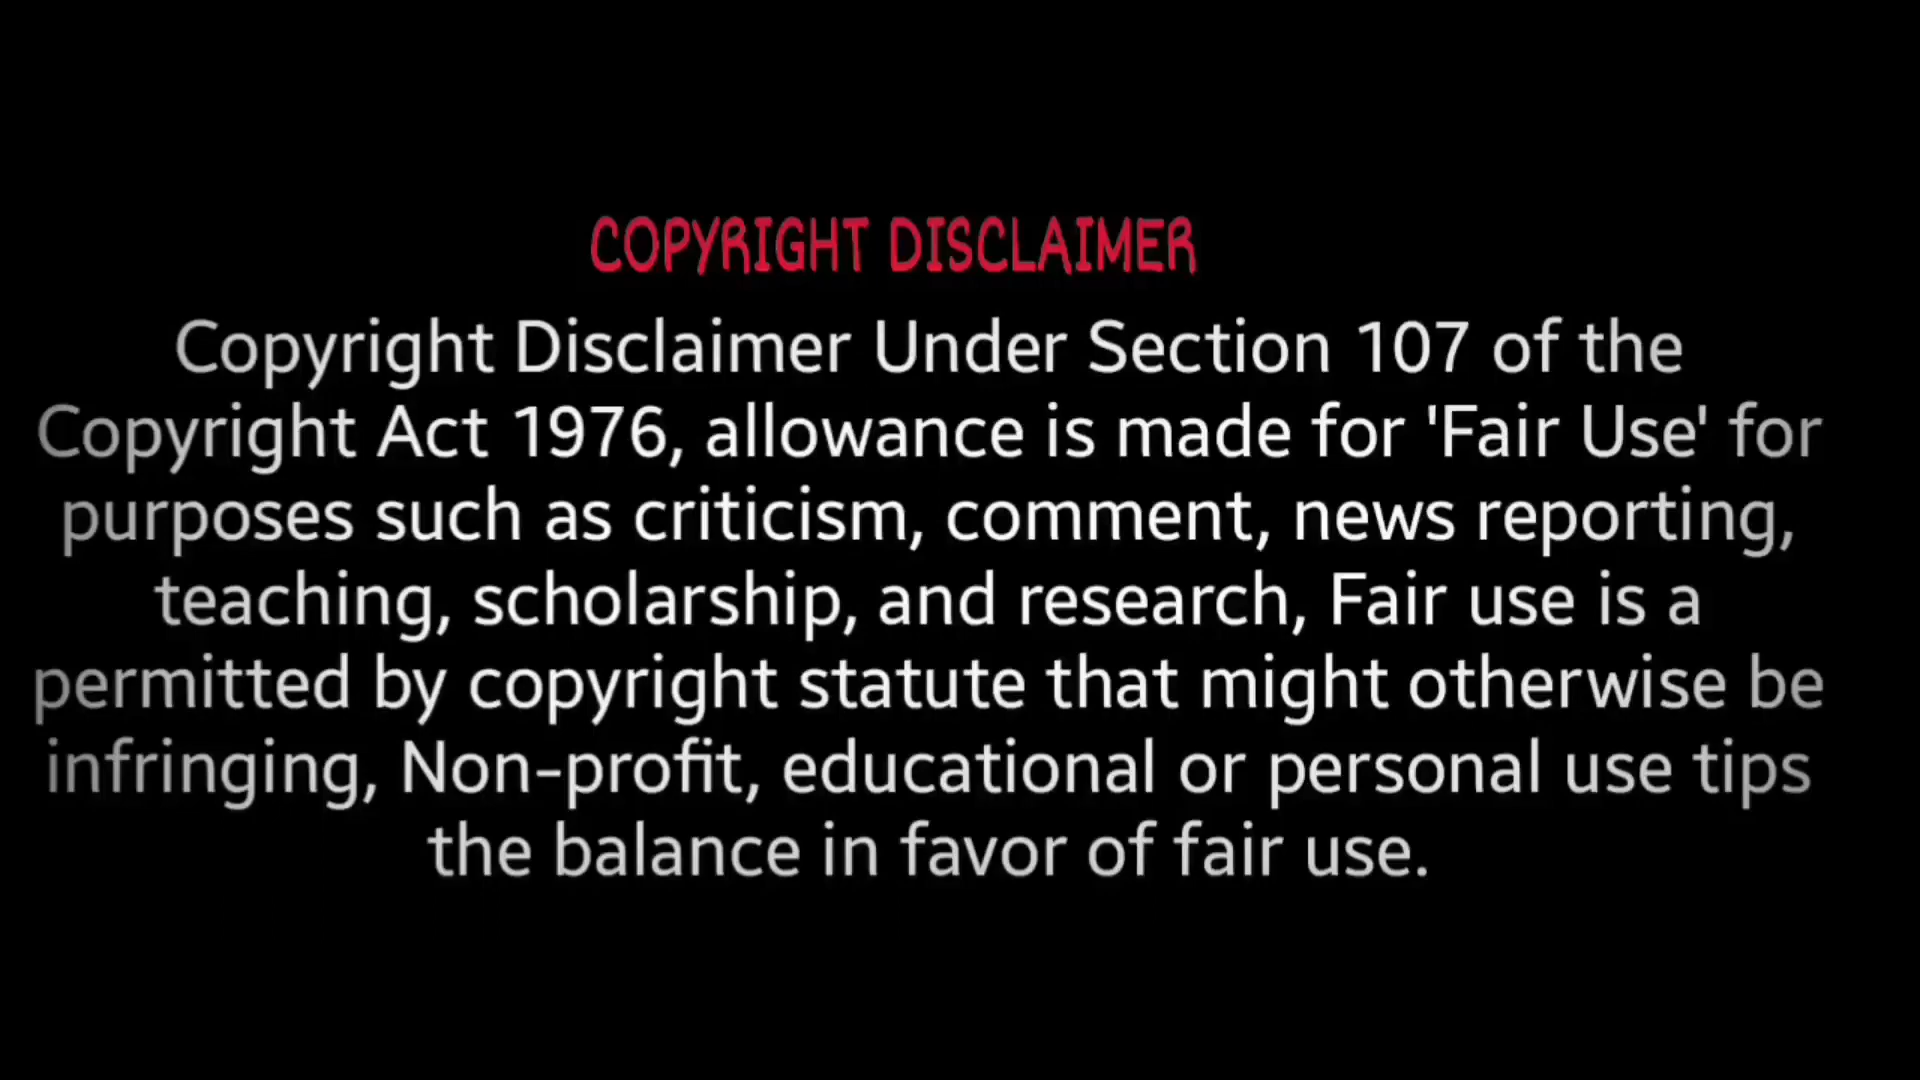 COPYRIGHT DISCLAIMER
Copyright Disclaimer Under Section 107 of the
Copyright Act 1976, allowance is made for 'Fair Use' for
purposes such as criticism, comment, news reporting,
teaching, scholarship, and research, Fair use is a
permitted by copyright statute that might otherwise be
infringing, Non-profit, educational or personal use tips
the balance in favor of fair use.